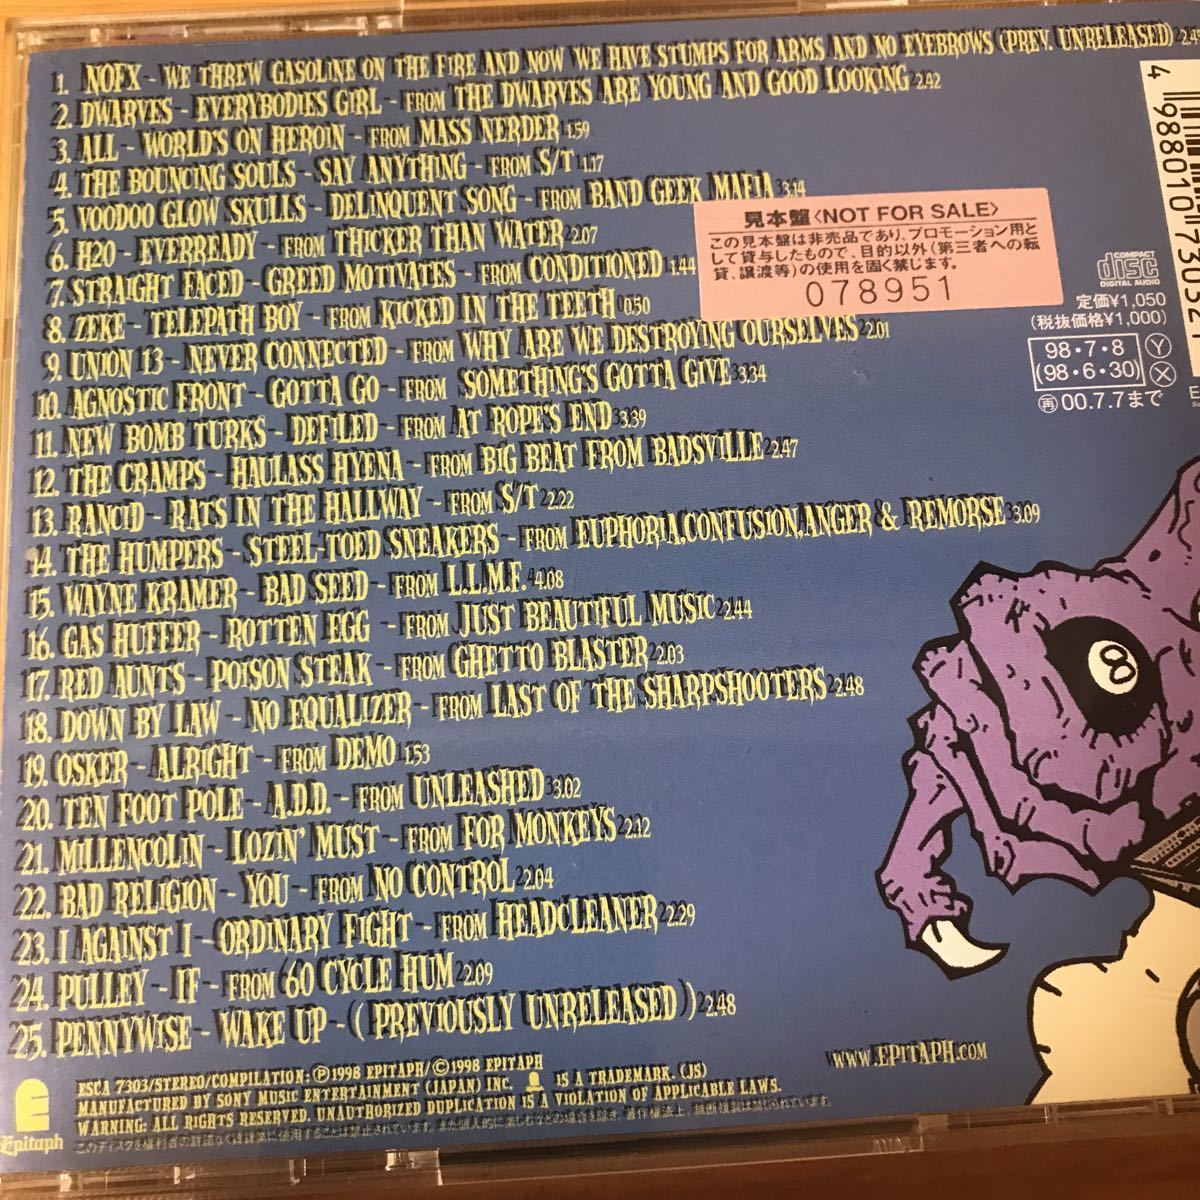 1. NOFX - WE THREW GASOLINE ON THE FIRE AND NOW WE HAVE STUMPS FOR ARMS AND NO EYEBROWS (PREV. UNRELEASED)
2. DWARVES - EVERYBODIES GIRL - FROM THE DWARVES ARE YOUNG AND GOOD LOOKING 2.42
3. ALL - WORLD'S ON HEROIN - FROM MASS NERDER 1.59
4. THE BOUNCING SOULS - SAY ANYTHING - FROM S/T 1.17
5. VOODOO GLOW SKULLS - DELINQUENT SONG - FROM BAND GEEK MAFIA 3.14
6. H2O - EVERREADY - FROM THICKER THAN WATER 2.07
7. STRAIGHT FACED - GREED MOTIVATES - FROM CONDITIONED 1.44
8. ZEKE - TELEPATH BOY - FROM KICKED IN THE TEETH 0.50
9. UNION 13 - NEVER CONNECTED - FROM WHY ARE WE DESTROYING OURSELVES 2.01
10. AGNOSTIC FRONT - GOTTA GO - FROM SOMETHING'S GOTTA GIVE 3.34
11. NEW BOMB TURKS - DEFILED - FROM AT ROPE'S END 3.39
12. THE CRAMPS - HAULASS HYENA - FROM BIG BEAT FROM BADSVILLE 2.47
13. RANCID - RATS IN THE HALLWAY - FROM S/T 2.22
14. THE HUMPERS - STEEL-TOED SNEAKERS - FROM EUPHORIA,CONFUSION,ANGER & REMORSE 3.09
15. WAYNE KRAMER - BAD SEED - FROM L.L.M.F. 4.08
16. GAS HUFFER - ROTTEN EGG - FROM JUST BEAUTIFUL MUSIC 2.44
17. RED AUNTS - POISON STEAK - FROM GHETTO BLASTER 2.03
18. DOWN BY LAW - NO EQUALIZER - FROM LAST OF THE SHARPSHOOTERS 2.48
19. OSKER - ALRIGHT - FROM DEMO 1.53
20. TEN FOOT POLE - A.D.D. - FROM UNLEASHED 3.02
21. MILLENCOLIN - LOZIN' MUST - FROM FOR MONKEYS 2.12
22. BAD RELIGION - YOU - FROM NO CONTROL 2.04
23. I AGAINST I - ORDINARY FIGHT - FROM HEADCLEANER 2.29
24. PULLEY - IF - FROM 60 CYCLE HUM 2.09
25. PENNYWISE - WAKE UP - (PREVIOUSLY UNRELEASED) 2.48
見本盤〈NOT FOR SALE〉
この見本盤は非売品であり、プロモーション用と
して貸与したもので、目的以外(第三者への転
貸、譲渡等)の使用を固く禁じます。
078951
COMPACT
disc
DIGITAL AUDIO
定価¥1,050
(税抜価格¥1,000)
98・7・8 Y
(98・6・30) X
再 00.7.7まで
8
WWW.EPITAPH.COM
E
Epitaph
ESCA 7303/STEREO/COMPILATION: ℗1998 EPITAPH/©1998 EPITAPH
MANUFACTURED BY SONY MUSIC ENTERTAINMENT (JAPAN) INC. IS A TRADEMARK. (JS)
WARNING: ALL RIGHTS RESERVED. UNAUTHORIZED DUPLICATION IS A VIOLATION OF APPLICABLE LAWS.